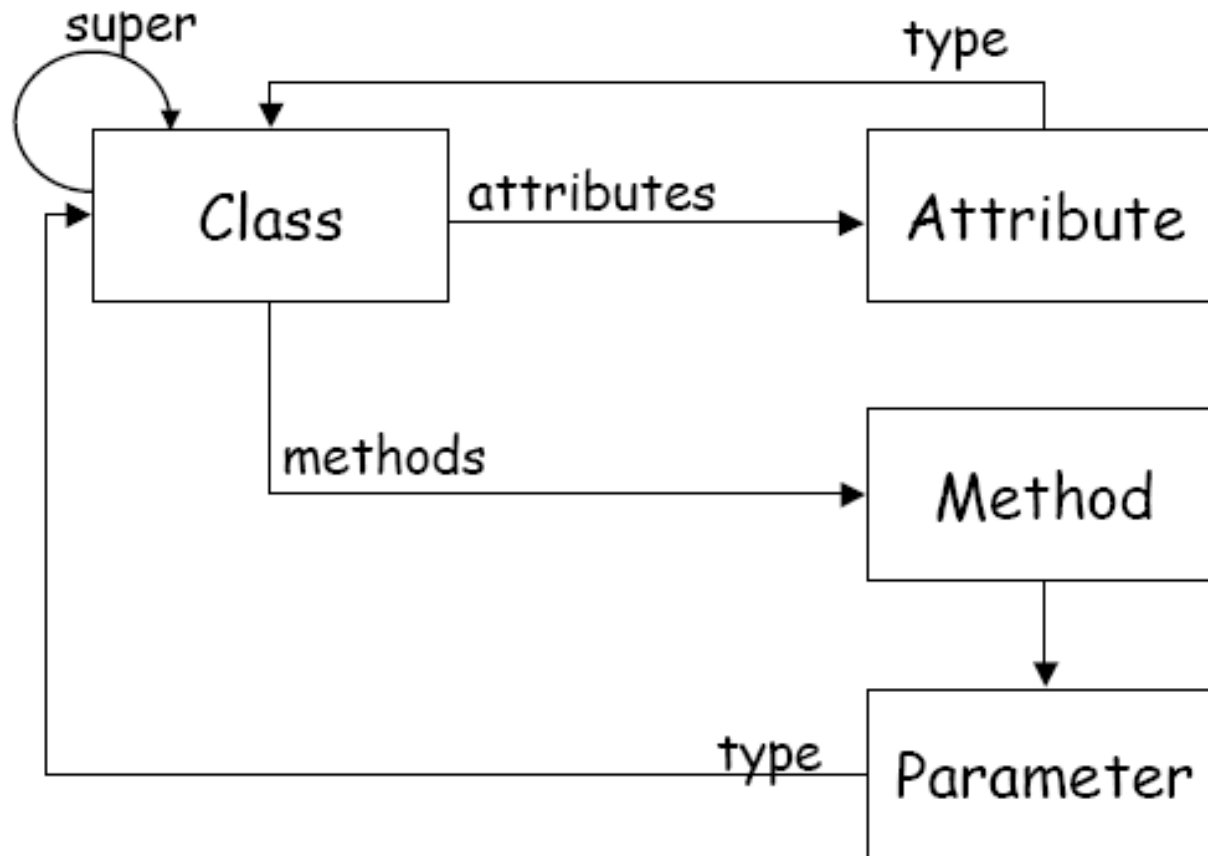 super
type
Class
attributes
Attribute
methods
Method
type
Parameter